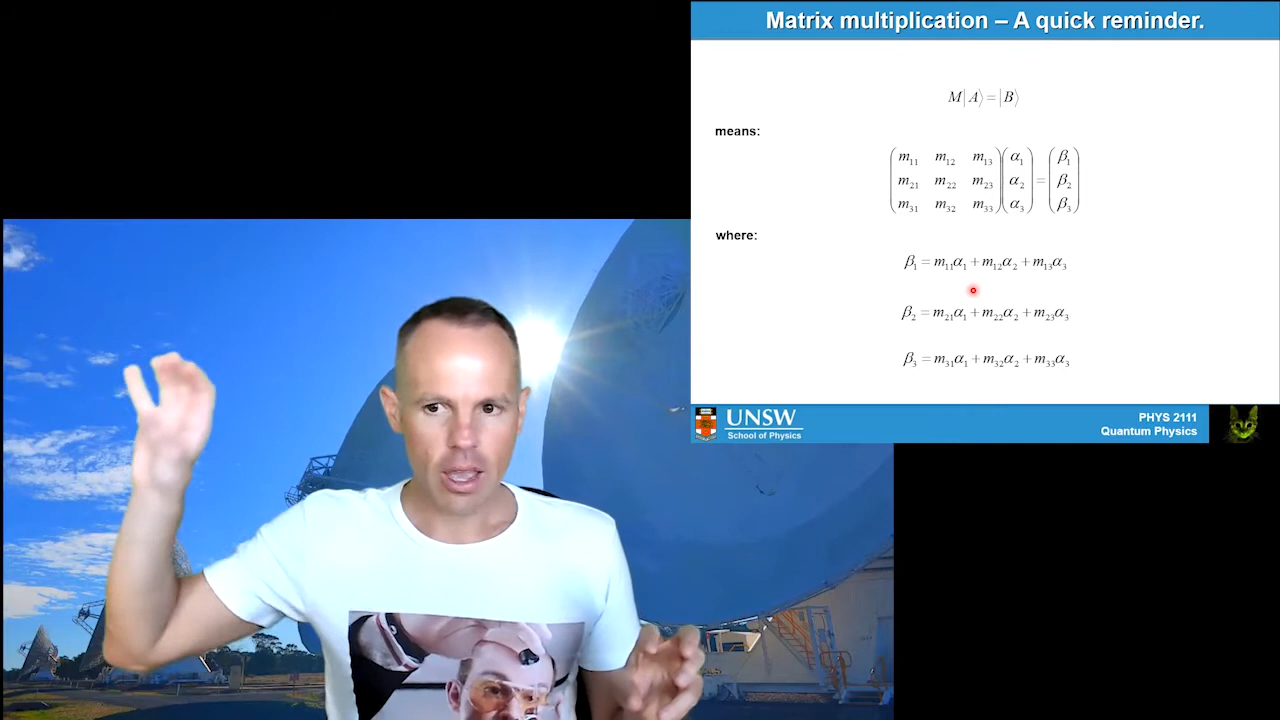 Matrix multiplication – A quick reminder.
M|A⟩=|B⟩
means:
(m₁₁ m₁₂ m₁₃) (α₁) = (β₁)
(m₂₁ m₂₂ m₂₃) (α₂) = (β₂)
(m₃₁ m₃₂ m₃₃) (α₃) = (β₃)
where:
β₁ = m₁₁α₁ + m₁₂α₂ + m₁₃α₃
β₂ = m₂₁α₁ + m₂₂α₂ + m₂₃α₃
β₃ = m₃₁α₁ + m₃₂α₂ + m₃₃α₃
UNSW
School of Physics
PHYS 2111
Quantum Physics